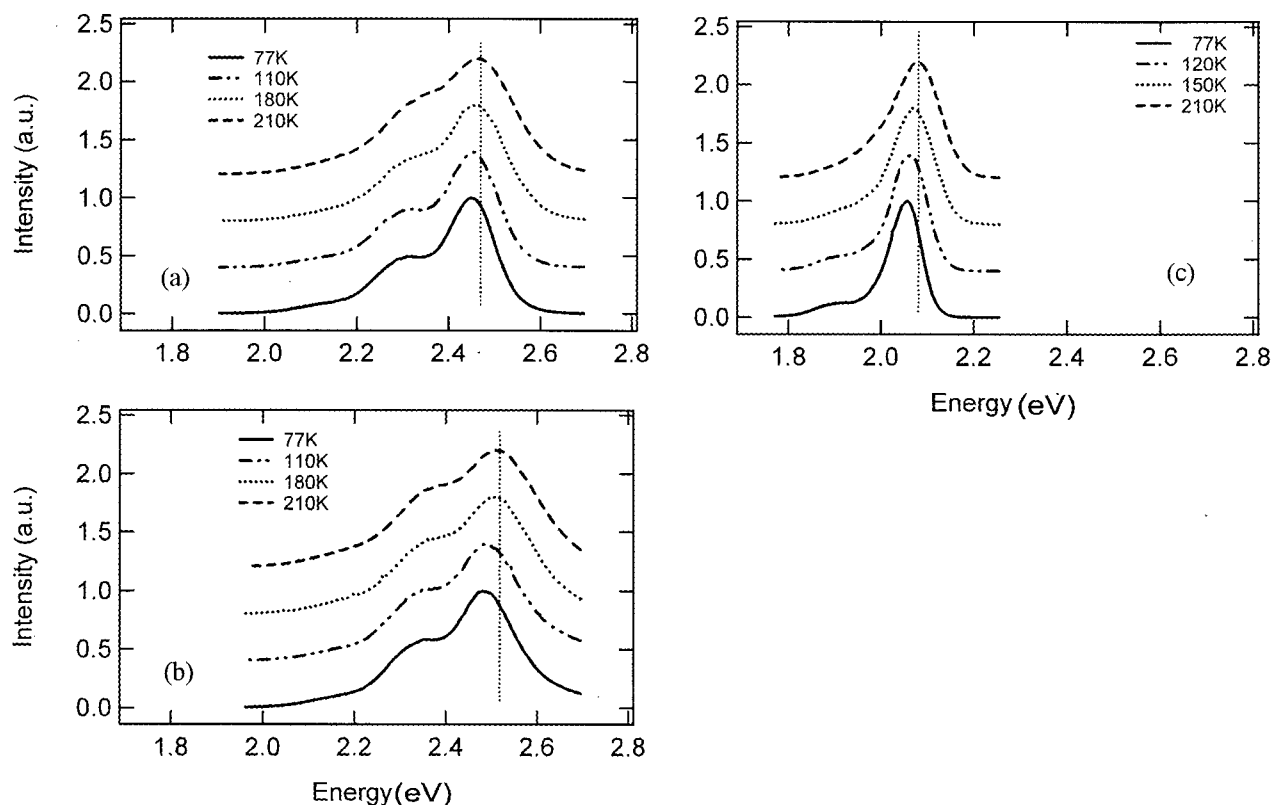 2.5
2.0
1.5
1.0
0.5
0.0
Intensity (a.u.)
77K
110K
180K
210K
(a)
1.8 2.0 2.2 2.4 2.6 2.8
2.5
2.0
1.5
1.0
0.5
0.0
77K
120K
150K
210K
(c)
1.8 2.0 2.2 2.4 2.6 2.8
Energy (eV)
2.5
2.0
1.5
1.0
0.5
0.0
Intensity (a.u.)
77K
110K
180K
210K
(b)
1.8 2.0 2.2 2.4 2.6 2.8
Energy (eV)